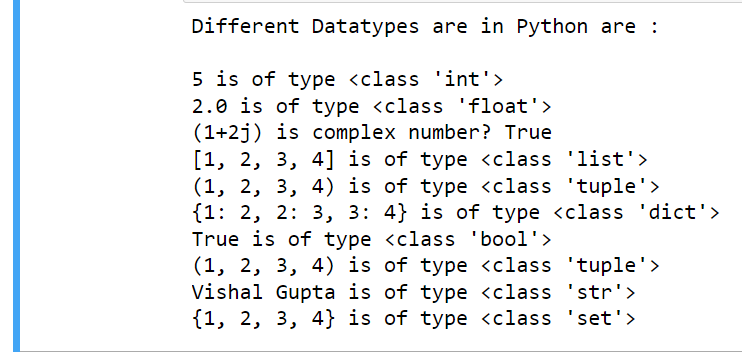 Different Datatypes are in Python are :
5 is of type <class 'int'>
2.0 is of type <class 'float'>
(1+2j) is complex number? True
[1, 2, 3, 4] is of type <class 'list'>
(1, 2, 3, 4) is of type <class 'tuple'>
{1: 2, 2: 3, 3: 4} is of type <class 'dict'>
True is of type <class 'bool'>
(1, 2, 3, 4) is of type <class 'tuple'>
Vishal Gupta is of type <class 'str'>
{1, 2, 3, 4} is of type <class 'set'>